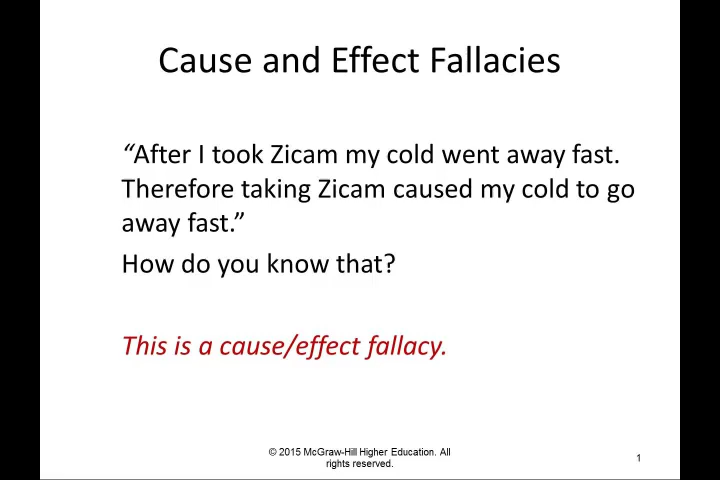 Cause and Effect Fallacies
“After I took Zicam my cold went away fast.
Therefore taking Zicam caused my cold to go
away fast.”
How do you know that?
This is a cause/effect fallacy.
© 2015 McGraw-Hill Higher Education. All
rights reserved.
1